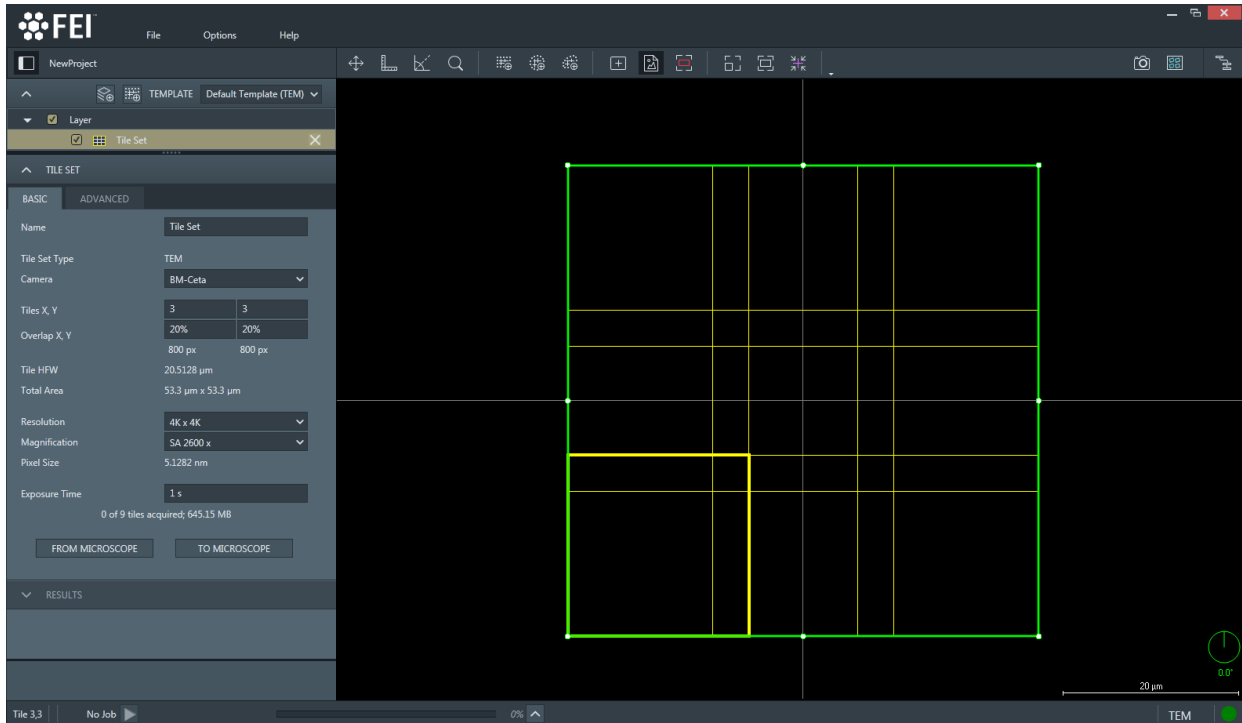 FEI
File Options Help
NewProject
TEMPLATE Default Template (TEM)
Layer
Tile Set
TILE SET
BASIC ADVANCED
Name Tile Set
Tile Set Type TEM
Camera BM-Ceta
Tiles X, Y 3 3
Overlap X, Y 20% 20%
800 px 800 px
Tile HFW 20.5128 μm
Total Area 53.3 μm x 53.3 μm
Resolution 4K x 4K
Magnification SA 2600 x
Pixel Size 5.1282 nm
Exposure Time 1 s
0 of 9 tiles acquired; 645.15 MB
FROM MICROSCOPE TO MICROSCOPE
RESULTS
0.0°
20 μm
Tile 3,3 No Job 0% TEM